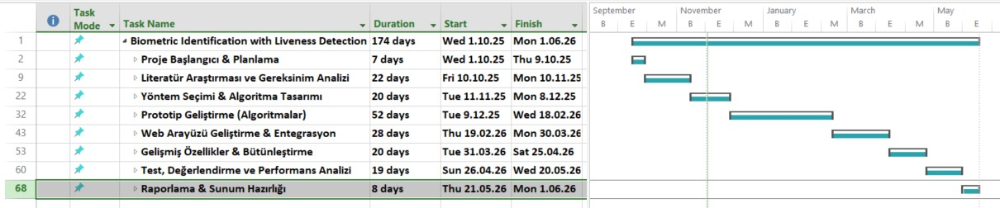 Task Mode Task Name Duration Start Finish
September November January March May
B E M B E M B E M B E M B E
1 Biometric Identification with Liveness Detection 174 days Wed 1.10.25 Mon 1.06.26
2 Proje Başlangıcı & Planlama 7 days Wed 1.10.25 Thu 9.10.25
9 Literatür Araştırması ve Gereksinim Analizi 22 days Fri 10.10.25 Mon 10.11.25
22 Yöntem Seçimi & Algoritma Tasarımı 20 days Tue 11.11.25 Mon 8.12.25
32 Prototip Geliştirme (Algoritmalar) 52 days Tue 9.12.25 Wed 18.02.26
43 Web Arayüzü Geliştirme & Entegrasyon 28 days Thu 19.02.26 Mon 30.03.26
53 Gelişmiş Özellikler & Bütünleştirme 20 days Tue 31.03.26 Sat 25.04.26
60 Test, Değerlendirme ve Performans Analizi 19 days Sun 26.04.26 Wed 20.05.26
68 Raporlama & Sunum Hazırlığı 8 days Thu 21.05.26 Mon 1.06.26